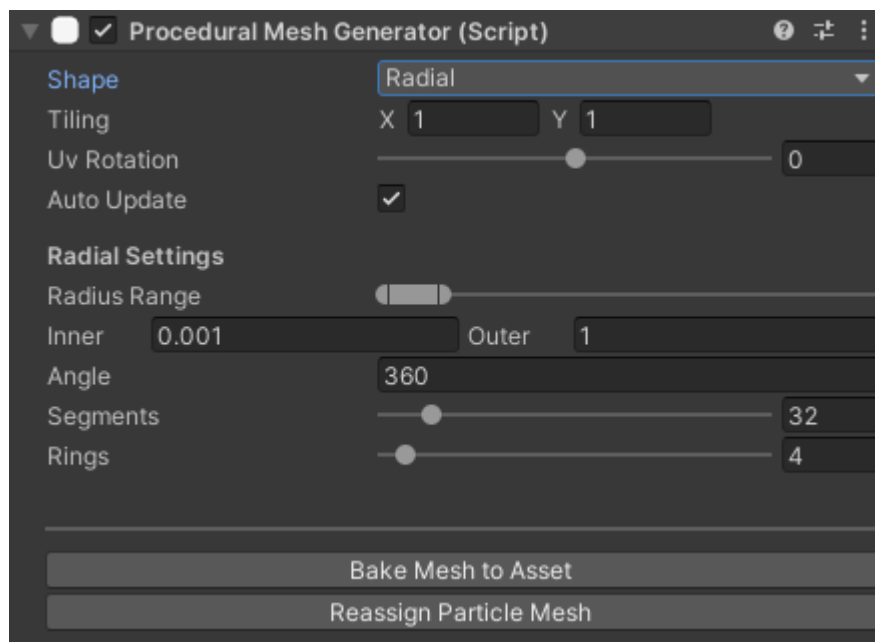 Procedural Mesh Generator (Script)
Shape Radial
Tiling X 1 Y 1
Uv Rotation 0
Auto Update
Radial Settings
Radius Range
Inner 0.001 Outer 1
Angle 360
Segments 32
Rings 4
Bake Mesh to Asset
Reassign Particle Mesh